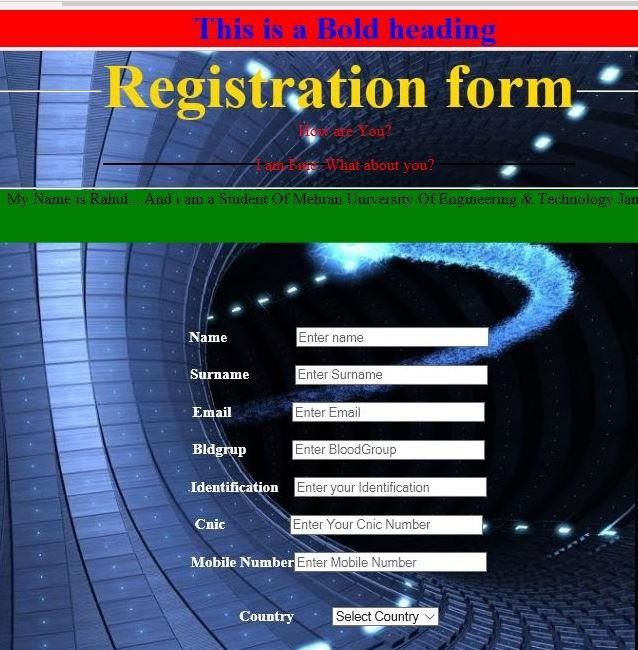 This is a Bold heading
Registration form
How are You?
I am Fine. What about you?
My Name is Rahul... And i am a Student Of Mehran University Of Engineering & Technology Jam
Name Enter name
Surname Enter Surname
Email Enter Email
Bldgrup Enter BloodGroup
Identification Enter your Identification
Cnic Enter Your Cnic Number
Mobile Number Enter Mobile Number
Country Select Country